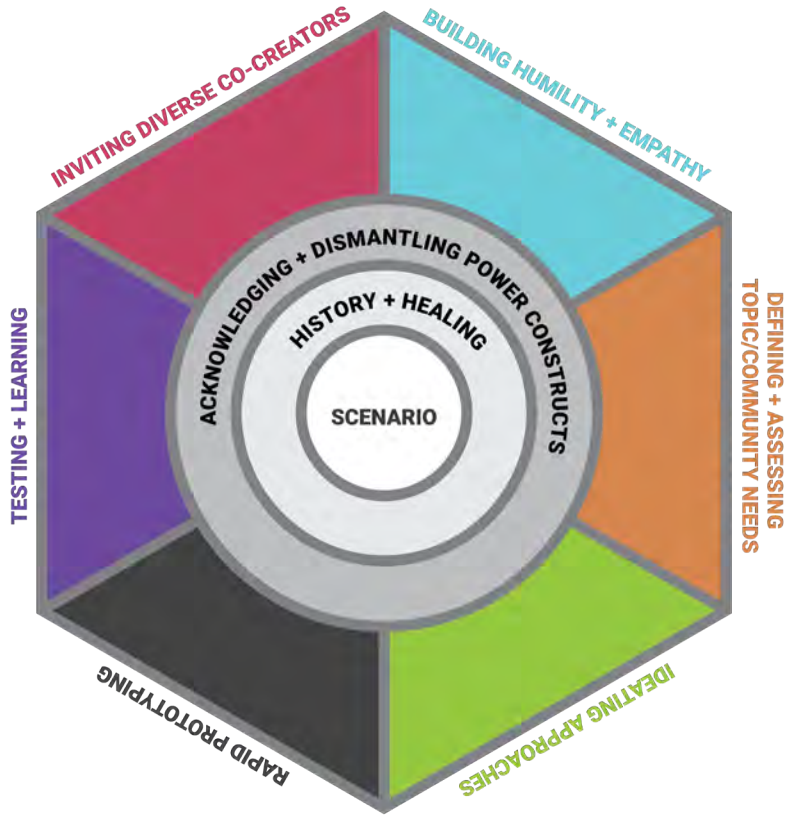 INVITING DIVERSE CO-CREATORS
BUILDING HUMILITY + EMPATHY
DEFINING + ASSESSING
TOPIC/COMMUNITY NEEDS
IDEATING APPROACHES
RAPID PROTOTYPING
TESTING + LEARNING
ACKNOWLEDGING + DISMANTLING POWER CONSTRUCTS
HISTORY + HEALING
SCENARIO